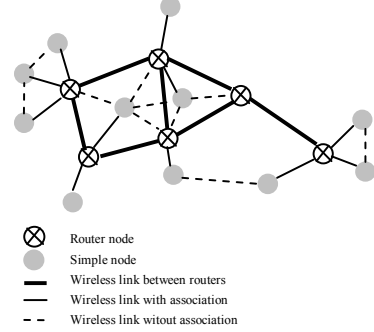 Router node
Simple node
Wireless link between routers
Wireless link with association
Wireless link witout association